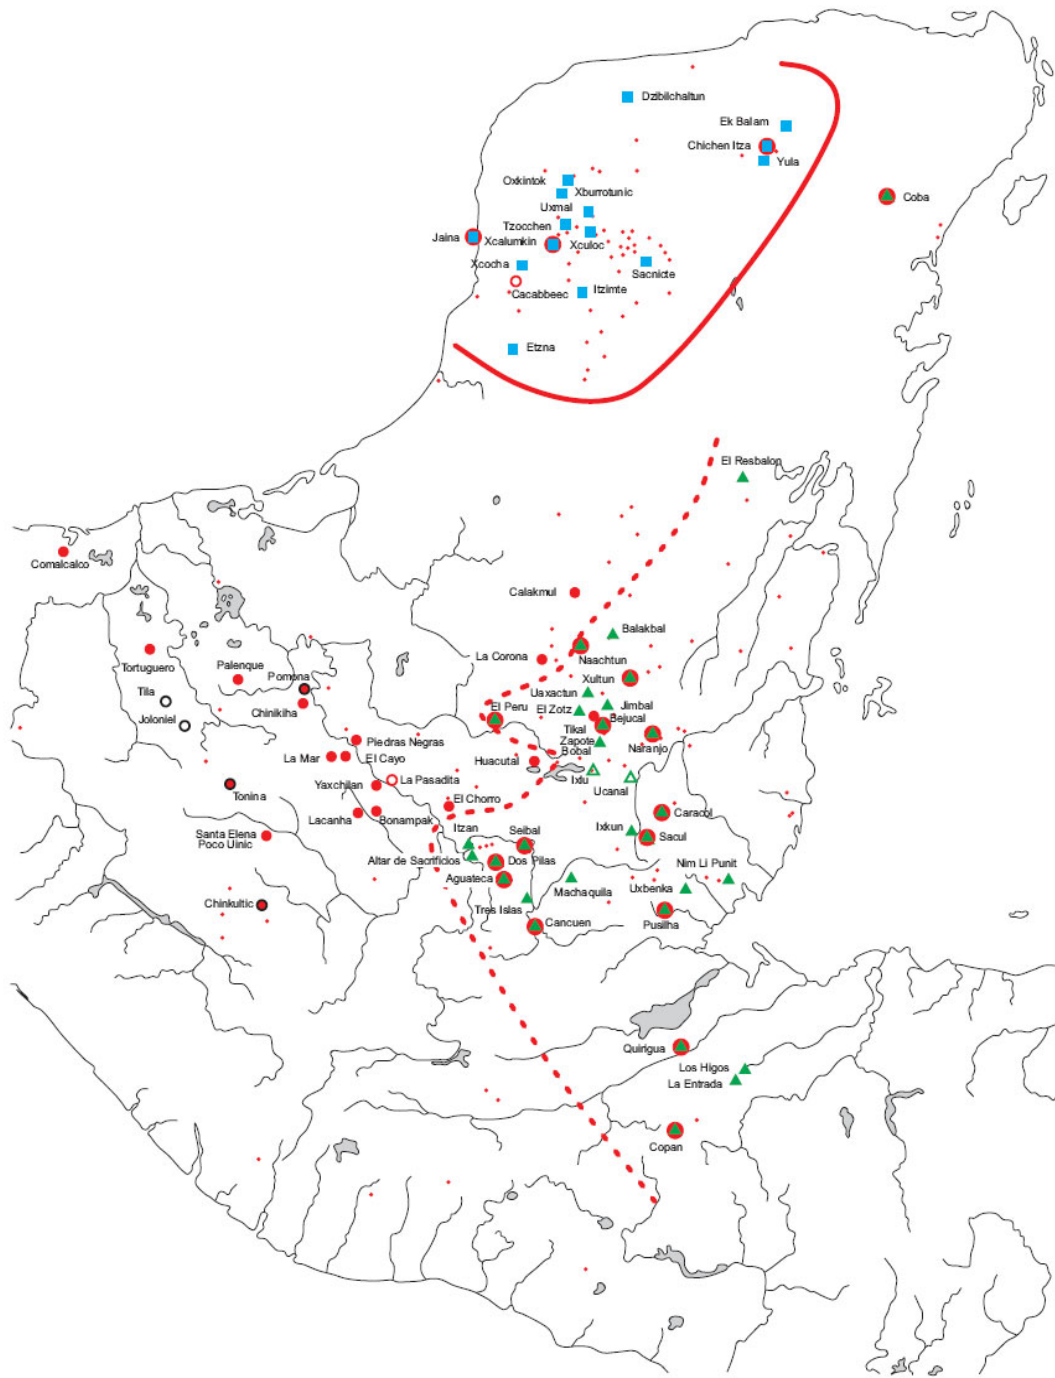 Dzibilchaltun
Ek Balam
Chichen Itza
Yula
Oxkintok
Xburrotunic
Coba
Uxmal
Tzocchen
Jaina
Xcalumkin
Xculoc
Xcocha
Sacnicte
Cacabbeec
Itzimte
Etzna
El Resbalon
Comalcalco
Calakmul
Balakbal
La Corona
Naachtun
Tortuguero
Palenque
Pomona
Xultun
Tila
Uaxactun
Chinikiha
El Peru
El Zotz
Jimbal
Joloniel
Bejucal
Tikal
Piedras Negras
Zapote
Bobal
Naranjo
La Mar
El Cayo
Huacutal
La Pasadita
Ixlu
Yaxchilan
Ucanal
Tonina
El Chorro
Lacanha
Bonampak
Caracol
Santa Elena
Poco Uinic
Itzan
Seibal
Ixkun
Sacul
Altar de Sacrificios
Dos Pilas
Nim Li Punit
Aguateca
Machaquila
Uxbenka
Chinkultic
Tres Islas
Cancuen
Pusilha
Quirigua
Los Higos
La Entrada
Copan